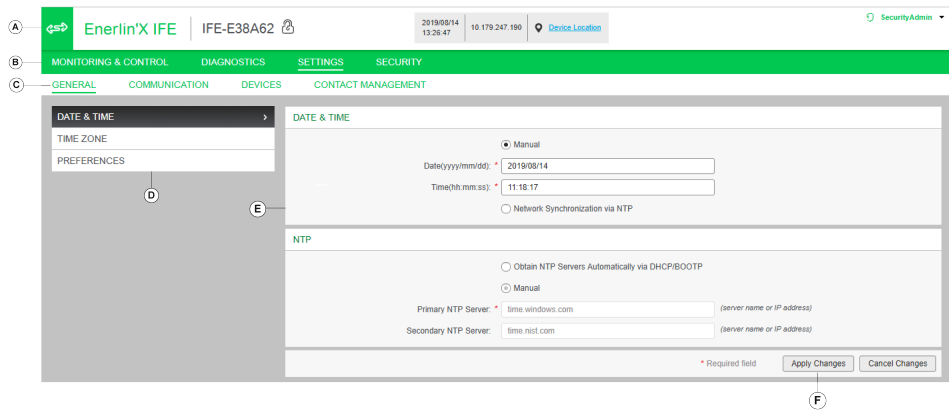 A
Enerlin'X IFE
IFE-E38A62
2019/08/14
13:26:47
10.179.247.190
Device Location
SecurityAdmin
B
MONITORING & CONTROL DIAGNOSTICS SETTINGS SECURITY
C
GENERAL COMMUNICATION DEVICES CONTACT MANAGEMENT
DATE & TIME
TIME ZONE
PREFERENCES
D
DATE & TIME
Manual
Date(yyyy/mm/dd): * 2019/08/14
Time(hh:mm:ss): * 11:18:17
E
Network Synchronization via NTP
NTP
Obtain NTP Servers Automatically via DHCP/BOOTP
Manual
Primary NTP Server: * time.windows.com (server name or IP address)
Secondary NTP Server: time.nist.com (server name or IP address)
* Required field Apply Changes Cancel Changes
F